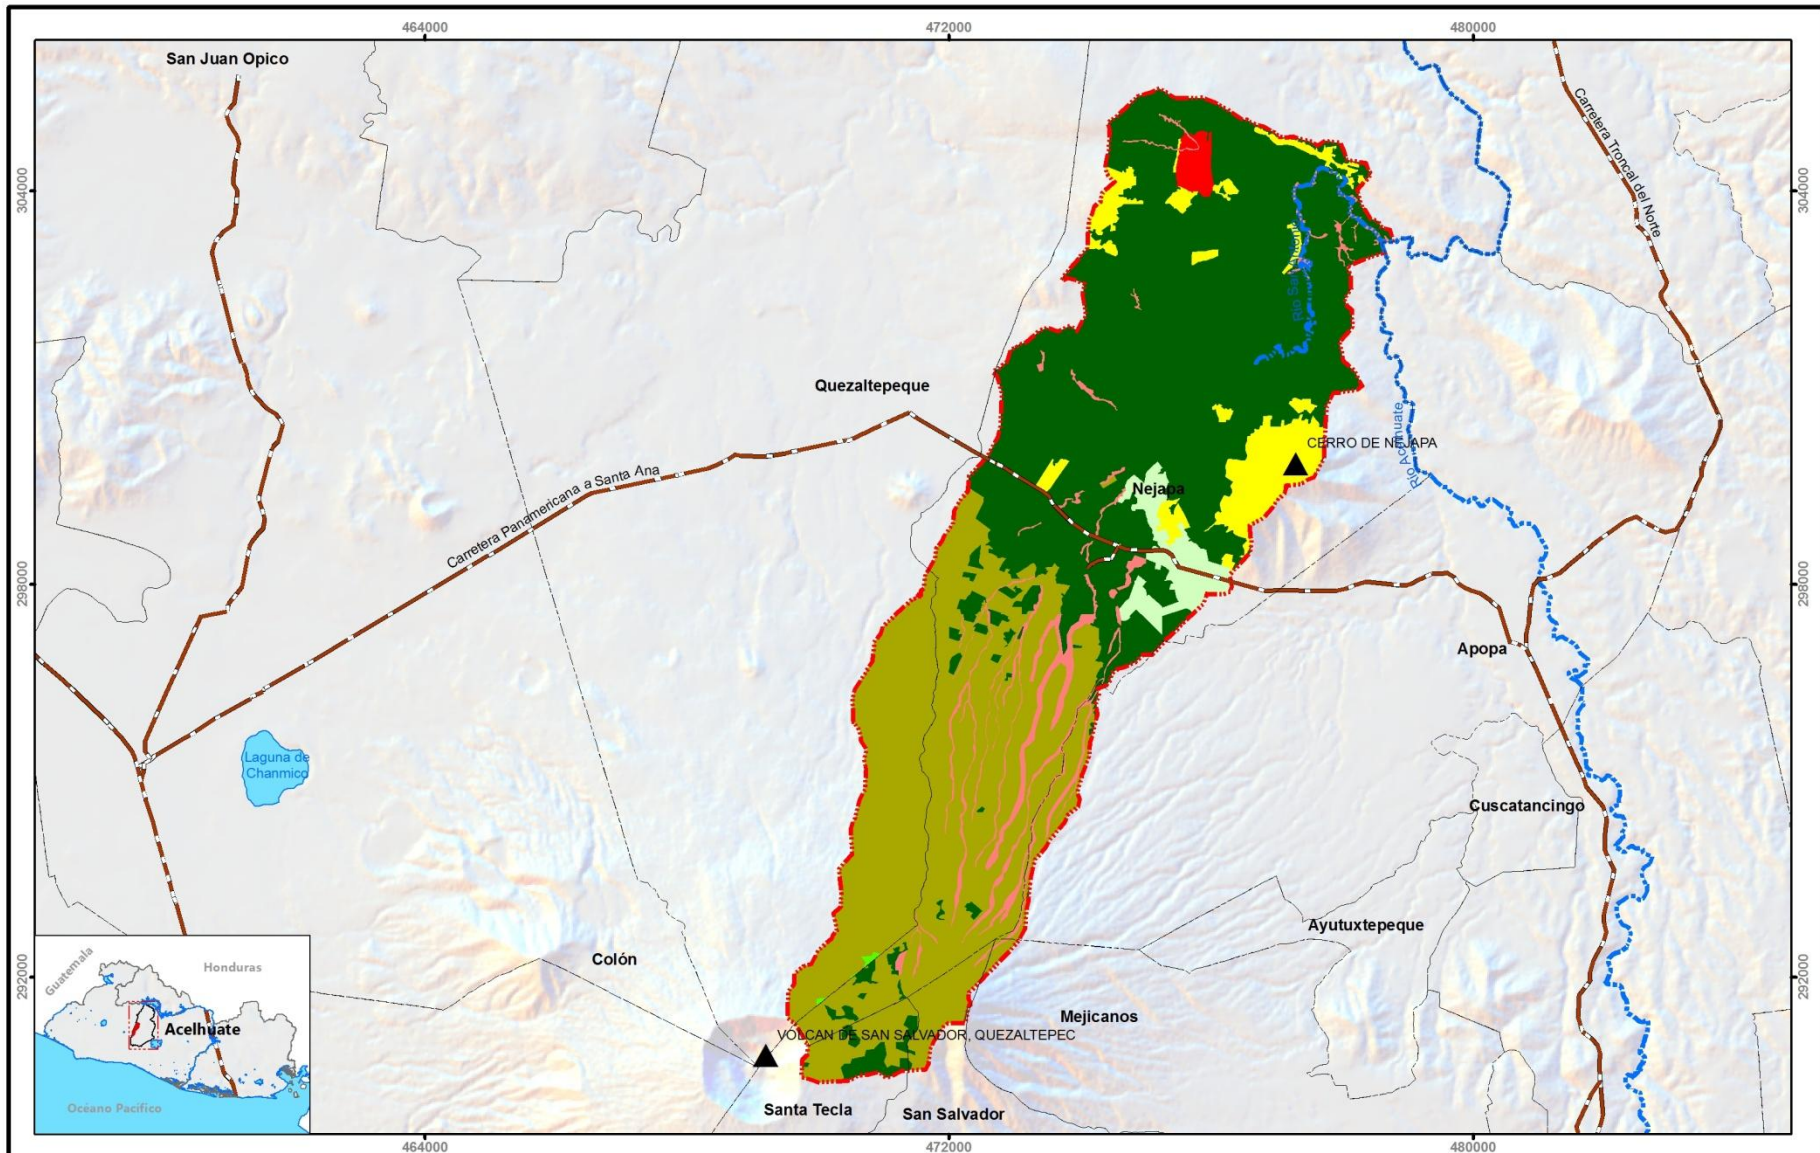 464000
472000
480000
San Juan Opico
Carretera Troncal del Norte
304000
304000
Quezaltepeque
CERRO DE NEJAPA
Carretera Panamericana a Santa Ana
Nejapa
298000
298000
Apopa
Laguna de
Chanmico
Cuscatancingo
Ayutuxtepeque
Colón
292000
292000
Guatemala
Honduras
Acelhuate
Mejicanos
VOLCAN DE SAN SALVADOR, QUEZALTEPEC
Océano Pacífico
Santa Tecla
San Salvador
464000
472000
480000